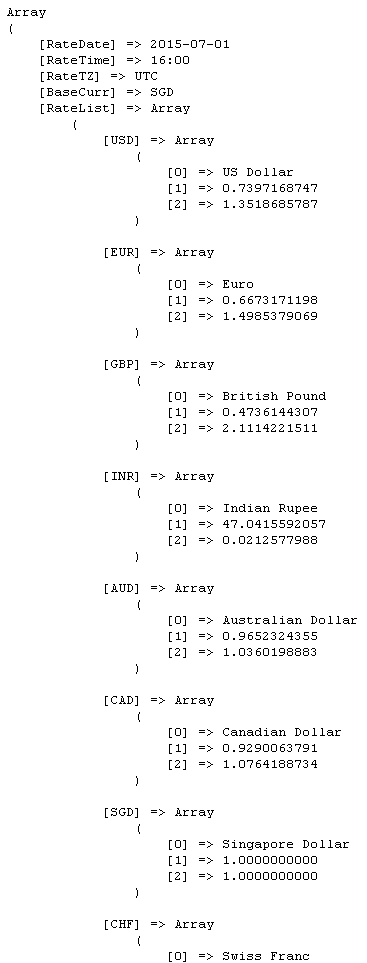 Array
(
    [RateDate] => 2015-07-01
    [RateTime] => 16:00
    [RateTZ] => UTC
    [BaseCurr] => SGD
    [RateList] => Array
        (
            [USD] => Array
                (
                    [0] => US Dollar
                    [1] => 0.7397168747
                    [2] => 1.3518685787
                )

            [EUR] => Array
                (
                    [0] => Euro
                    [1] => 0.6673171198
                    [2] => 1.4985379069
                )

            [GBP] => Array
                (
                    [0] => British Pound
                    [1] => 0.4736144307
                    [2] => 2.1114221511
                )

            [INR] => Array
                (
                    [0] => Indian Rupee
                    [1] => 47.0415592057
                    [2] => 0.0212577988
                )

            [AUD] => Array
                (
                    [0] => Australian Dollar
                    [1] => 0.9652324355
                    [2] => 1.0360198883
                )

            [CAD] => Array
                (
                    [0] => Canadian Dollar
                    [1] => 0.9290063791
                    [2] => 1.0764188734
                )

            [SGD] => Array
                (
                    [0] => Singapore Dollar
                    [1] => 1.0000000000
                    [2] => 1.0000000000
                )

            [CHF] => Array
                (
                    [0] => Swiss Franc